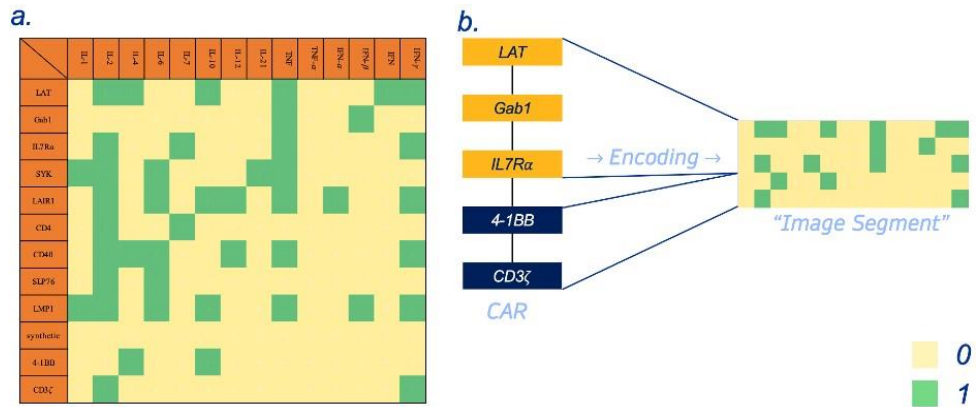 a.
IL-1
IL-2
IL-4
IL-6
IL-7
IL-10
IL-12
IL-21
TNF
TNF-α
IFN-α
IFN-β
IFN
IFN-γ
LAT
Gab1
IL7Rα
SYK
LAIR1
CD4
CD40
SLP76
LMP1
synthetic
4-1BB
CD3ζ
b.
LAT
Gab1
IL7Rα
4-1BB
CD3ζ
CAR
→ Encoding →
“Image Segment”
0
1